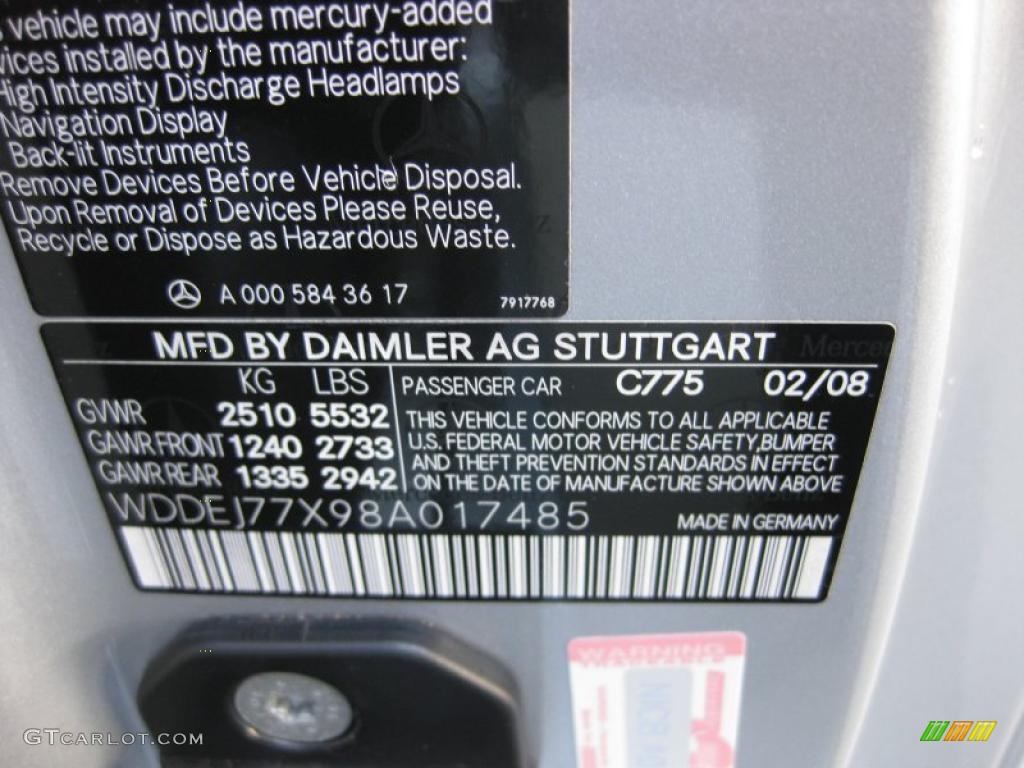 vehicle may include mercury-added
vices installed by the manufacturer:
High Intensity Discharge Headlamps
Navigation Display
Back-lit Instruments
Remove Devices Before Vehicle Disposal.
Upon Removal of Devices Please Reuse,
Recycle or Dispose as Hazardous Waste.
A 000 584 36 17
7917768
MFD BY DAIMLER AG STUTTGART
KG LBS PASSENGER CAR C775 02/08
GVWR 2510 5532 THIS VEHICLE CONFORMS TO ALL APPLICABLE
GAWR FRONT 1240 2733 U.S. FEDERAL MOTOR VEHICLE SAFETY, BUMPER
AND THEFT PREVENTION STANDARDS IN EFFECT
GAWR REAR 1335 2942 ON THE DATE OF MANUFACTURE SHOWN ABOVE
WDDEJ77X98A017485 MADE IN GERMANY
WARNING
GTCARLOT.COM